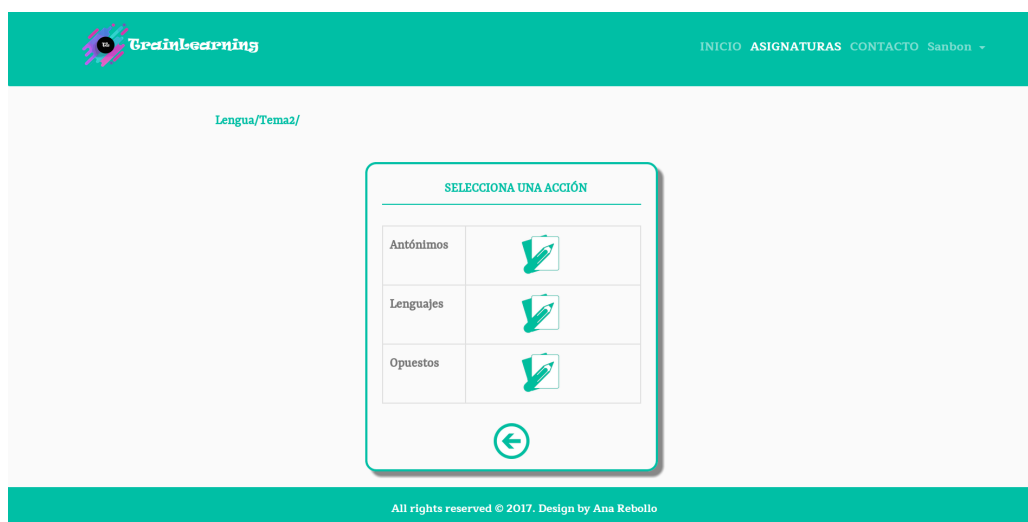 TrainLearning
INICIO ASIGNATURAS CONTACTO Sanbon
Lengua/Tema2/
SELECCIONA UNA ACCIÓN
Antónimos
Lenguajes
Opuestos
All rights reserved © 2017. Design by Ana Rebollo